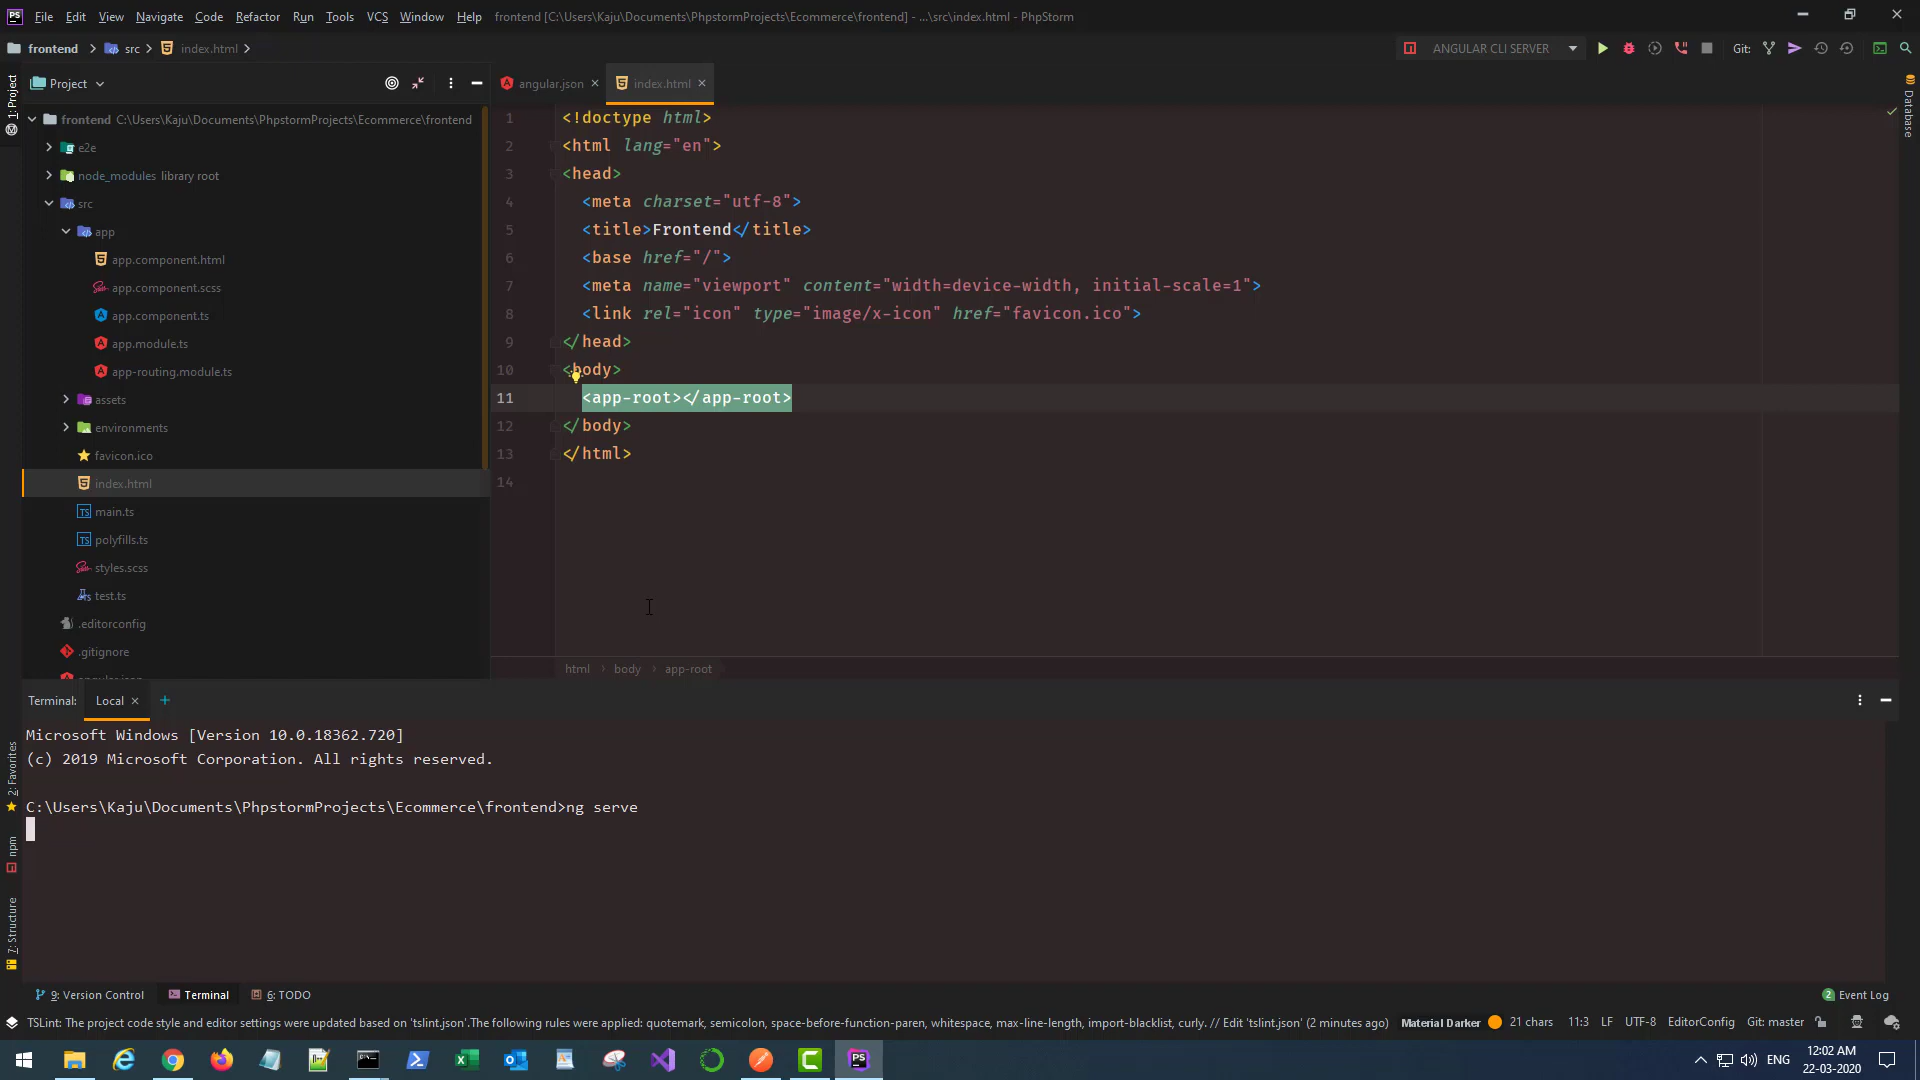 PS File Edit View Navigate Code Refactor Run Tools VCS Window Help frontend [C:\Users\Kaju\Documents\PhpstormProjects\Ecommerce\frontend] - ...\src\index.html - PhpStorm
frontend src index.html ANGULAR CLI SERVER Git:
1: Project
Project
angular.json
index.html
Database
frontend C:\Users\Kaju\Documents\PhpstormProjects\Ecommerce\frontend
e2e
node_modules library root
src
app
app.component.html
app.component.scss
app.component.ts
app.module.ts
app-routing.module.ts
assets
environments
favicon.ico
index.html
main.ts
polyfills.ts
styles.scss
test.ts
.editorconfig
.gitignore
angular.json
1 <!doctype html>
2 <html lang="en">
3 <head>
4 <meta charset="utf-8">
5 <title>Frontend</title>
6 <base href="/">
7 <meta name="viewport" content="width=device-width, initial-scale=1">
8 <link rel="icon" type="image/x-icon" href="favicon.ico">
9 </head>
10 <body>
11 <app-root></app-root>
12 </body>
13 </html>
14
html body app-root
Terminal: Local
Microsoft Windows [Version 10.0.18362.720]
(c) 2019 Microsoft Corporation. All rights reserved.
C:\Users\Kaju\Documents\PhpstormProjects\Ecommerce\frontend>ng serve
2: Favorites
npm
7: Structure
9: Version Control Terminal 6: TODO 2 Event Log
TSLint: The project code style and editor settings were updated based on 'tslint.json'.The following rules were applied: quotemark, semicolon, space-before-function-paren, whitespace, max-line-length, import-blacklist, curly. // Edit 'tslint.json' (2 minutes ago) Material Darker 21 chars 11:3 LF UTF-8 EditorConfig Git: master
ENG
12:02 AM
22-03-2020